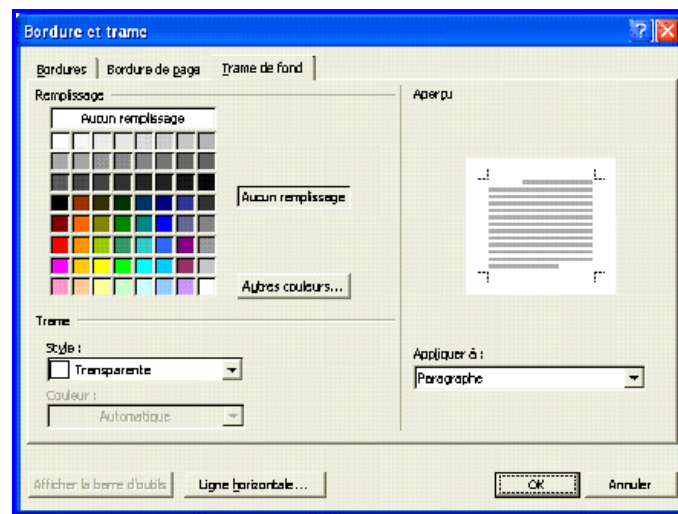 Bordure et trame
Bordures
Bordure de page
Trame de fond
Remplissage
Aucun remplissage
Aucun remplissage
Autres couleurs...
Trame
Style :
Transparente
Couleur :
Automatique
Aperçu
Appliquer à :
Paragraphe
Afficher la barre d'outils
Ligne horizontale...
OK
Annuler